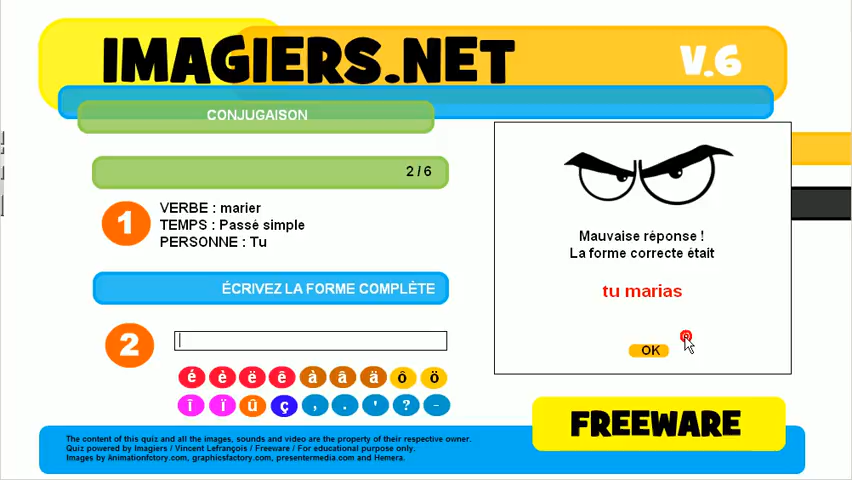 IMAGIERS.NET
V.6
CONJUGAISON
2 / 6
1
VERBE : marier
TEMPS : Passé simple
PERSONNE : Tu
Mauvaise réponse !
La forme correcte était
tu marias
OK
ÉCRIVEZ LA FORME COMPLÈTE
2
é è ë ê à â ä ô ö
î ï û ç , . ' ? -
FREEWARE
The content of this quiz and all the images, sounds and video are the property of their respective owner.
Quiz powered by Imagiers / Vincent Lefrançois / Freeware / For educational purpose only.
Images by Animationfctory.com, graphicsfactory.com, presentermedia.com and Hemera.